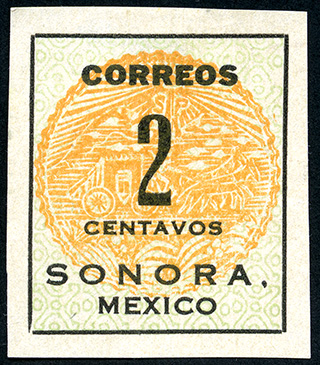 CORREOS
2
CENTAVOS
SONORA.
MEXICO